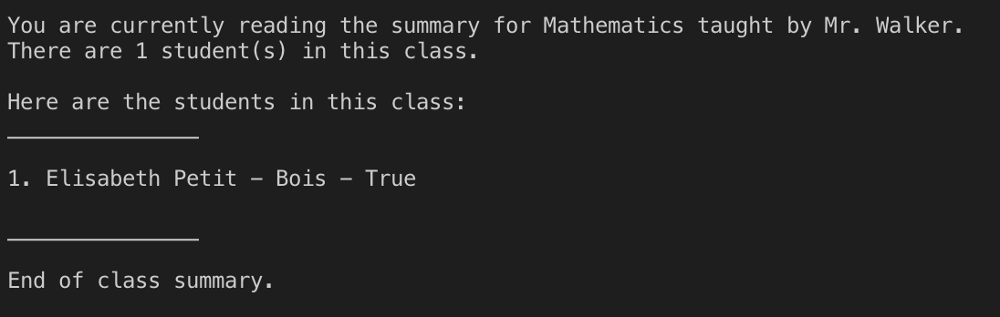 You are currently reading the summary for Mathematics taught by Mr. Walker.
There are 1 student(s) in this class.
Here are the students in this class:
_______________
1. Elisabeth Petit - Bois - True
_______________
End of class summary.